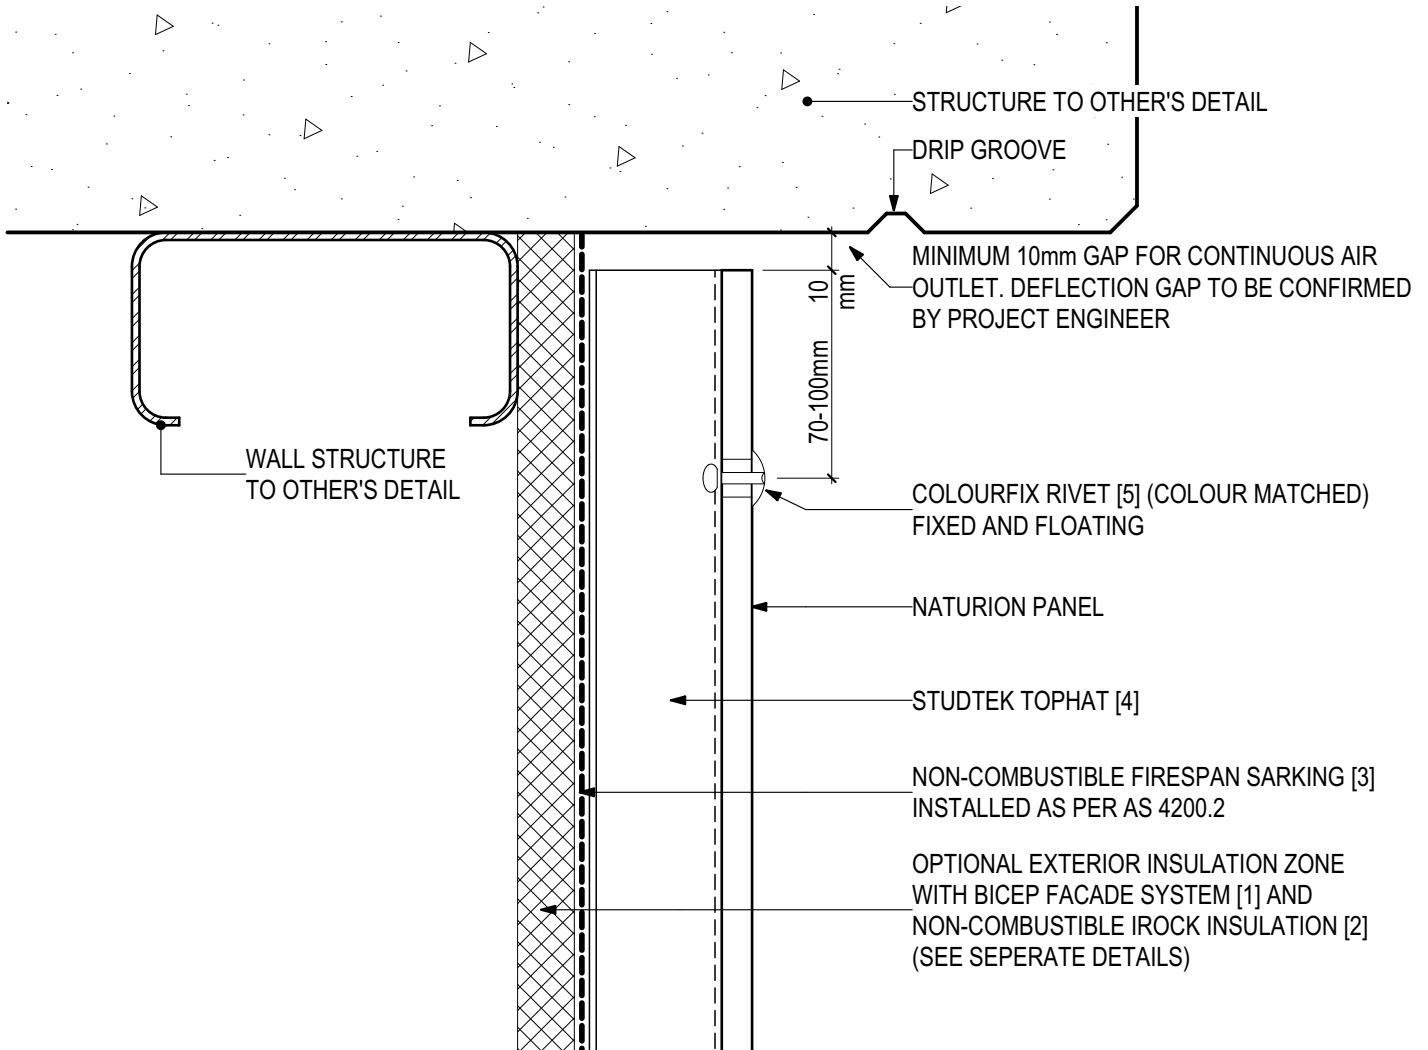 STRUCTURE TO OTHER'S DETAIL
DRIP GROOVE
MINIMUM 10mm GAP FOR CONTINUOUS AIR
OUTLET. DEFLECTION GAP TO BE CONFIRMED
BY PROJECT ENGINEER
10
mm
70-100mm
WALL STRUCTURE
TO OTHER'S DETAIL
COLOURFIX RIVET [5] (COLOUR MATCHED)
FIXED AND FLOATING
NATURION PANEL
STUDTEK TOPHAT [4]
NON-COMBUSTIBLE FIRESPAN SARKING [3]
INSTALLED AS PER AS 4200.2
OPTIONAL EXTERIOR INSULATION ZONE
WITH BICEP FACADE SYSTEM [1] AND
NON-COMBUSTIBLE IROCK INSULATION [2]
(SEE SEPERATE DETAILS)